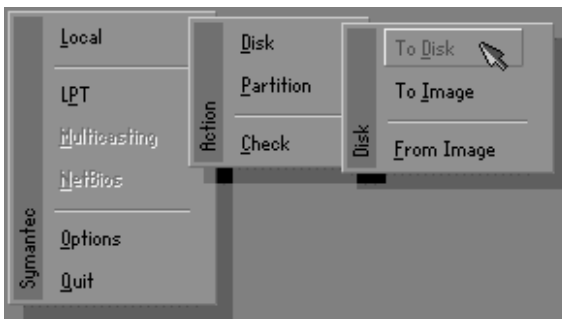 Local
LPT
Multicasting
NetBios
Options
Quit
Symantec
Disk
Partition
Check
Action
To Disk
To Image
From Image
Disk